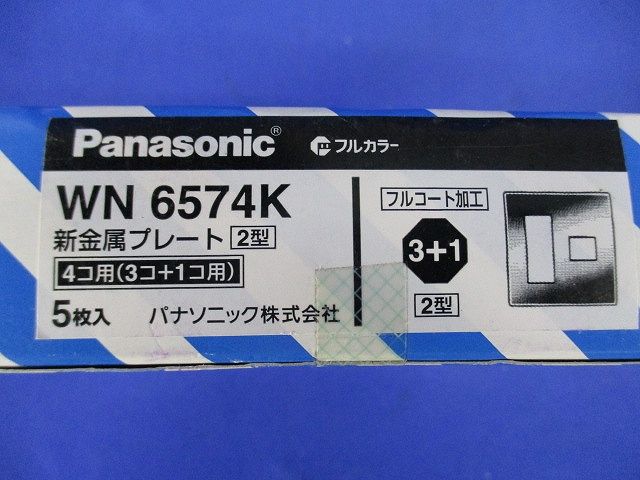 Panasonic®
フルカラー
WN 6574K
新金属プレート 2型
4コ用(3コ+1コ用)
5枚入 パナソニック株式会社
フルコート加工
3+1
2型